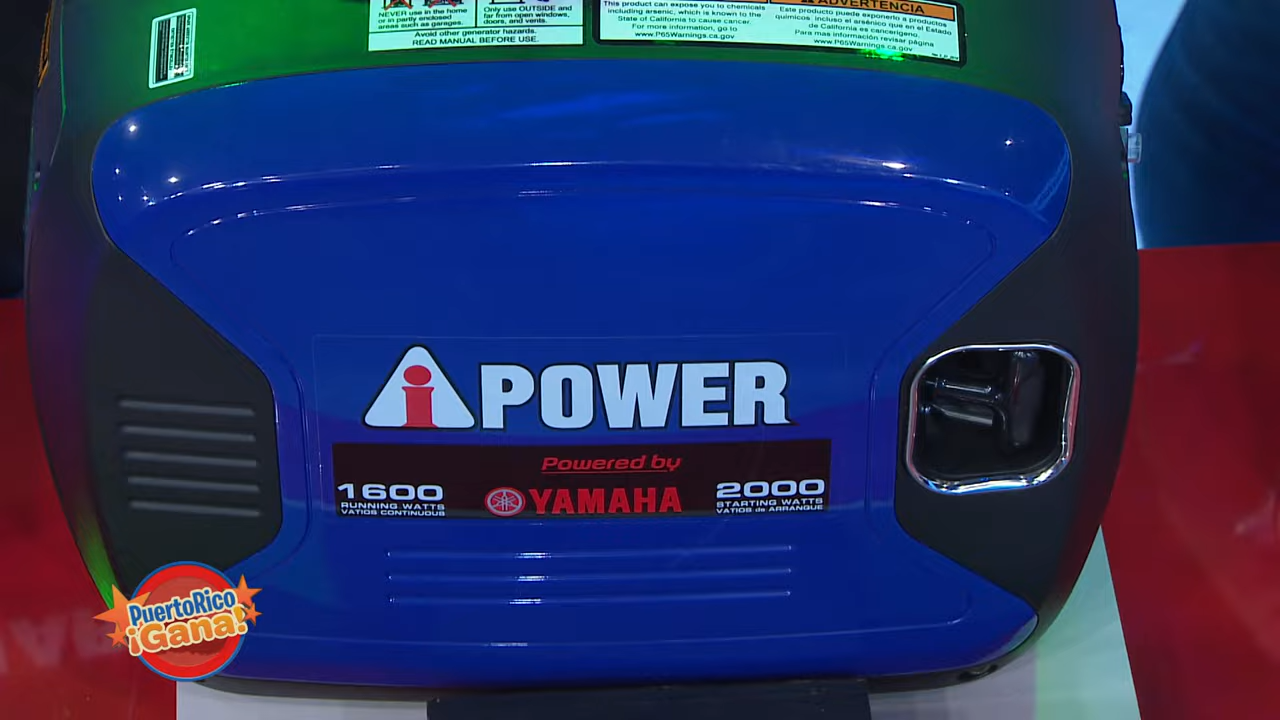 NEVER use in the home
or in partly enclosed
areas such as garages.
Only use OUTSIDE and
far from open windows,
doors, and vents.
Avoid other generator hazards.
READ MANUAL BEFORE USE.
This product can expose you to chemicals
including arsenic, which is known to the
State of California to cause cancer.
For more information, go to
www.P65Warnings.ca.gov
ADVERTENCIA
Este producto puede exponerlo a productos
químicos: incluso el arsénico que en el Estado
de California es cancerígeno.
Para mas información revisar página
www.P65Warnings.ca.gov
i POWER
Powered by
1600
RUNNING WATTS
VATIOS CONTINUOUS
YAMAHA
2000
STARTING WATTS
VATIOS de ARRANQUE
PuertoRico
¡Gana!